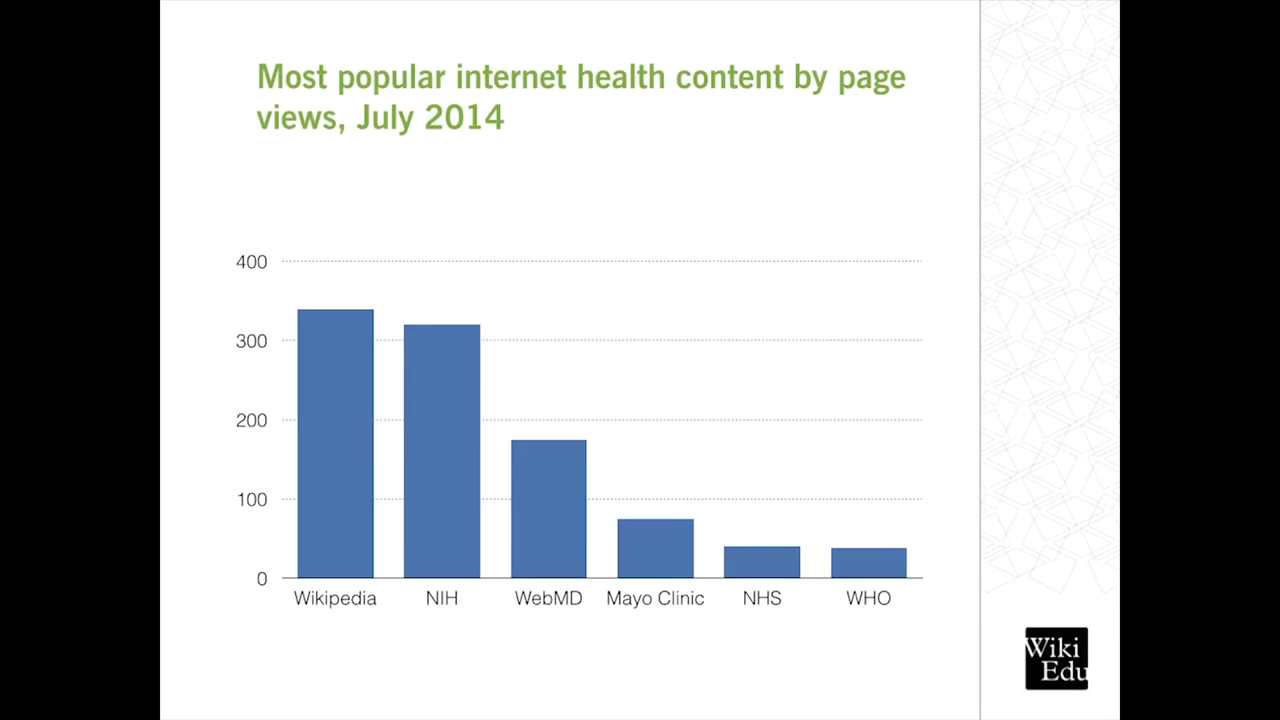 Most popular internet health content by page
views, July 2014
400
300
200
100
0
Wikipedia NIH WebMD Mayo Clinic NHS WHO
Wiki
Edu